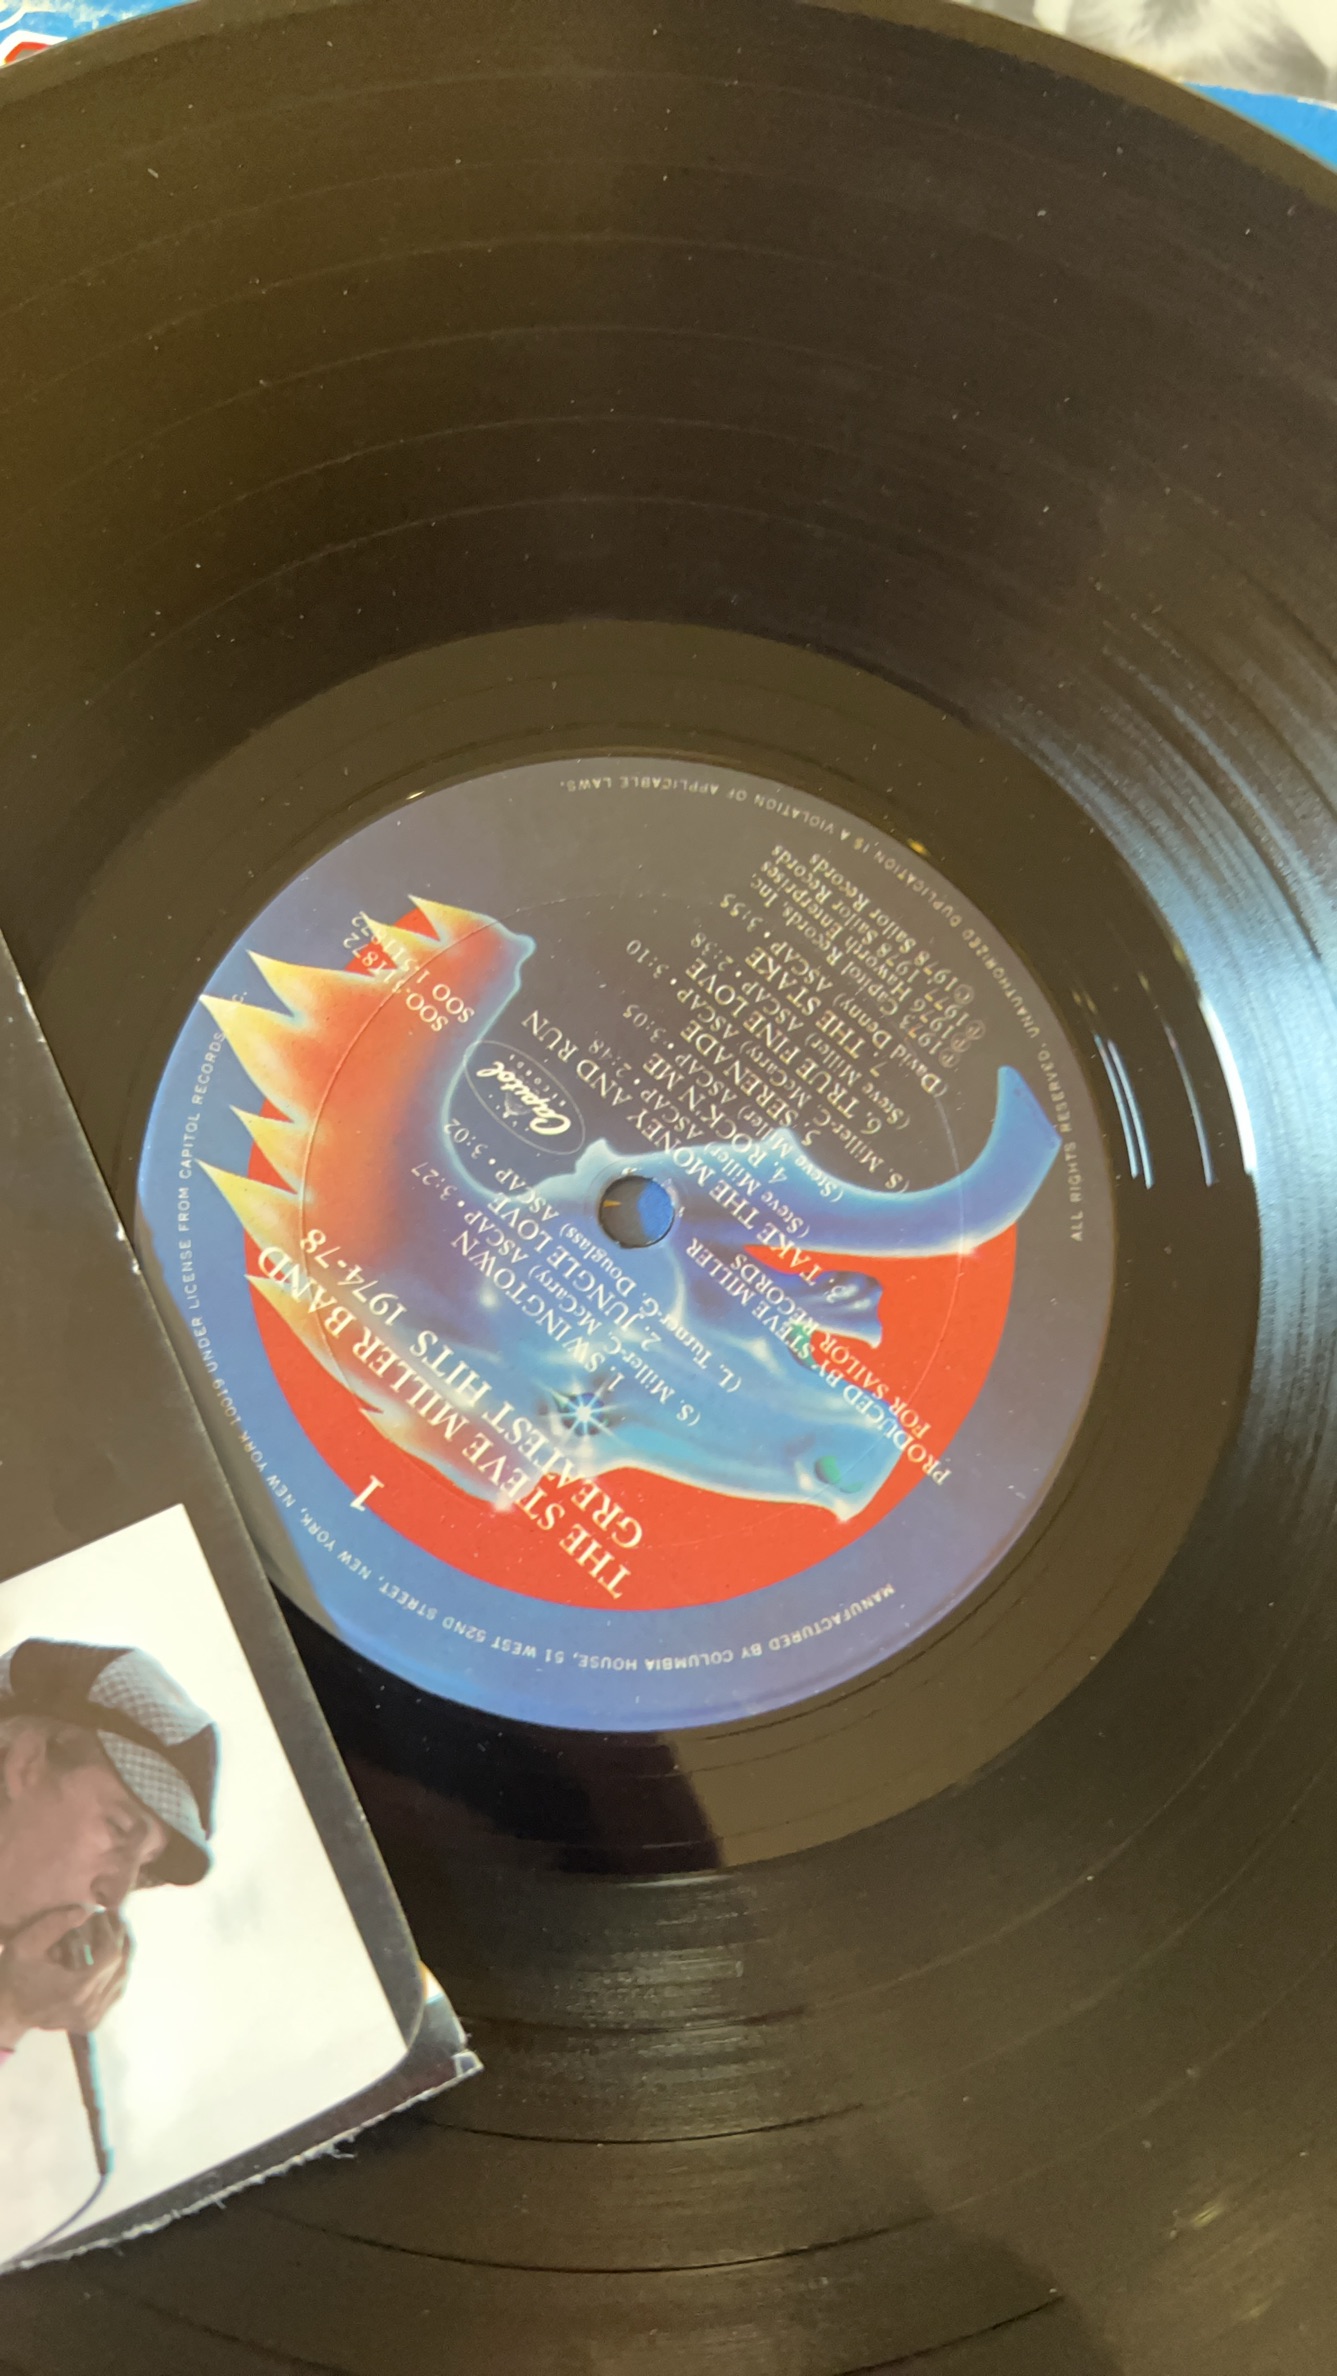 THE STEVE MILLER BAND
GREATEST HITS 1974-78
1
Capitol
RECORDS
SOO 511872
SOO 1511872
1. SWINGTOWN
(S. Miller-C. McCarry) ASCAP • 3:27
2. JUNGLE LOVE
(L. Turner-G. Douglass) ASCAP • 3:02
3. TAKE THE MONEY AND RUN
(Steve Miller) ASCAP • 2:48
4. ROCK'N ME
(Steve Miller) ASCAP • 3:05
5. SERENADE
(S. Miller-C. McCarry) ASCAP • 3:10
6. TRUE FINE LOVE
(Steve Miller) ASCAP • 2:38
7. THE STAKE
(David Denny) ASCAP • 3:55
℗1973 Capitol Records, Inc.
℗1976 Haworth Enterprises
℗1977, 1978 Sailor Records
©1978 Sailor Records
PRODUCED BY STEVE MILLER
FOR SAILOR RECORDS
MANUFACTURED BY COLUMBIA HOUSE, 51 WEST 52ND STREET, NEW YORK, NEW YORK 10019 UNDER LICENSE FROM CAPITOL RECORDS.
ALL RIGHTS RESERVED. UNAUTHORIZED DUPLICATION IS A VIOLATION OF APPLICABLE LAWS.